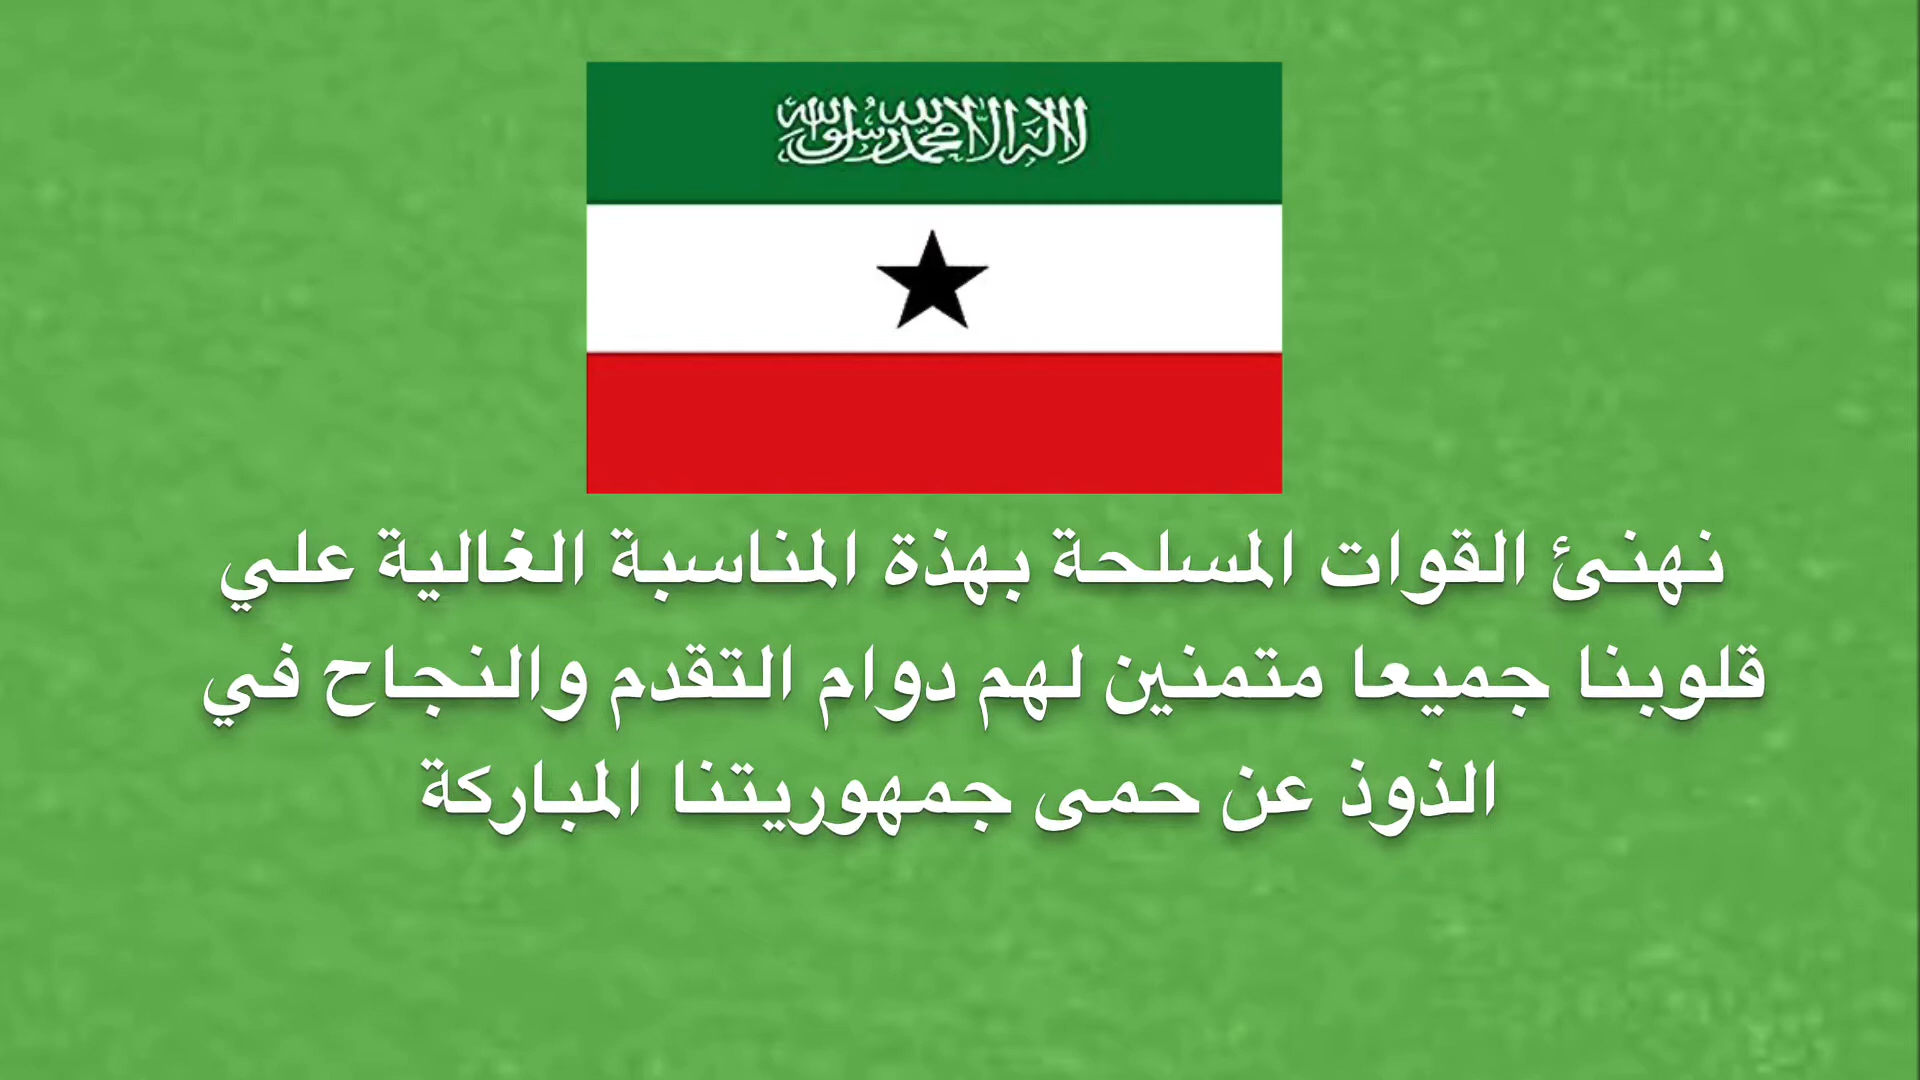 لا إله إلا الله محمد رسول الله
نهنئ القوات المسلحة بهذة المناسبة الغالية علي
قلوبنا جميعا متمنين لهم دوام التقدم والنجاح في
الذوذ عن حمى جمهوريتنا المباركة